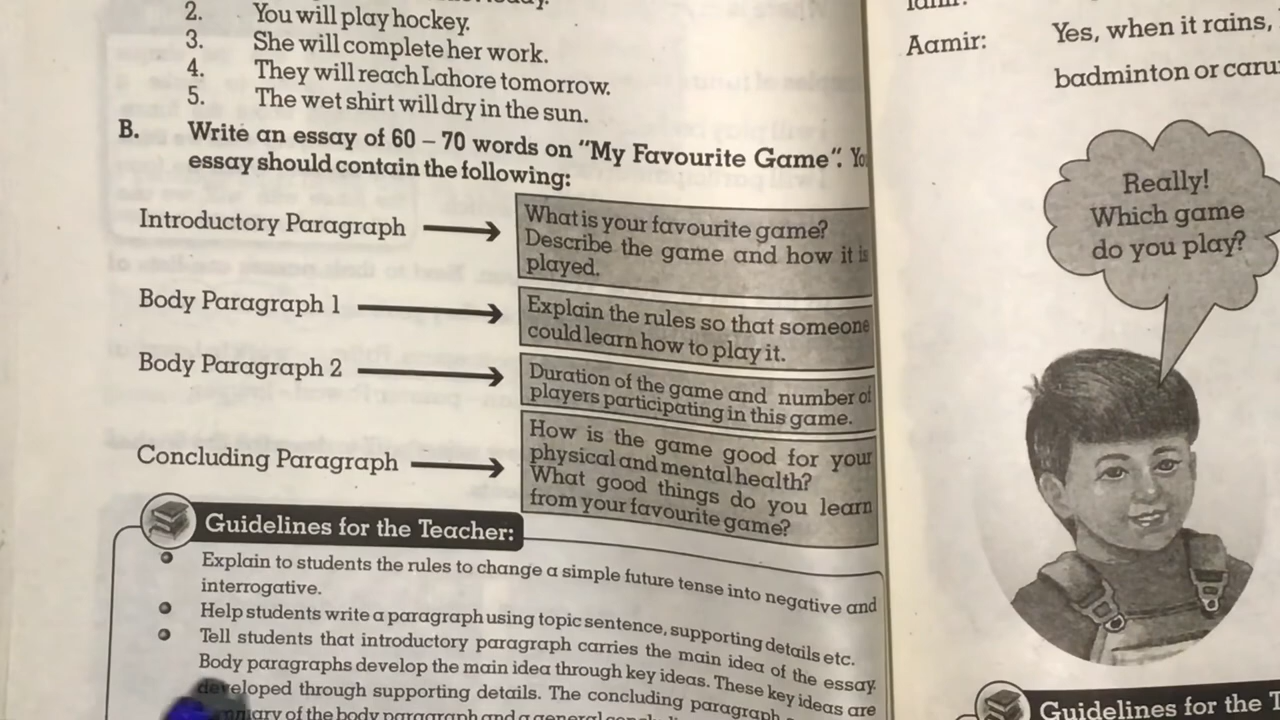 2. You will play hockey.
3. She will complete her work.
4. They will reach Lahore tomorrow.
5. The wet shirt will dry in the sun.
B. Write an essay of 60 – 70 words on "My Favourite Game".
essay should contain the following:
Introductory Paragraph
What is your favourite game?
Describe the game and how it is
played.
Body Paragraph 1
Explain the rules so that someone
could learn how to play it.
Body Paragraph 2
Duration of the game and number of
players participating in this game.
Concluding Paragraph
How is the game good for your
physical and mental health?
What good things do you learn
from your favourite game?
Guidelines for the Teacher:
Explain to students the rules to change a simple future tense into negative and
interrogative.
Help students write a paragraph using topic sentence, supporting details etc.
Tell students that introductory paragraph carries the main idea of the essay.
Body paragraphs develop the main idea through key ideas. These key ideas are
developed through supporting details. The concluding paragraph
of the body paragraph and a general
Aamir: Yes, when it rains,
badminton or
Really!
Which game
do you play?
Guidelines for the